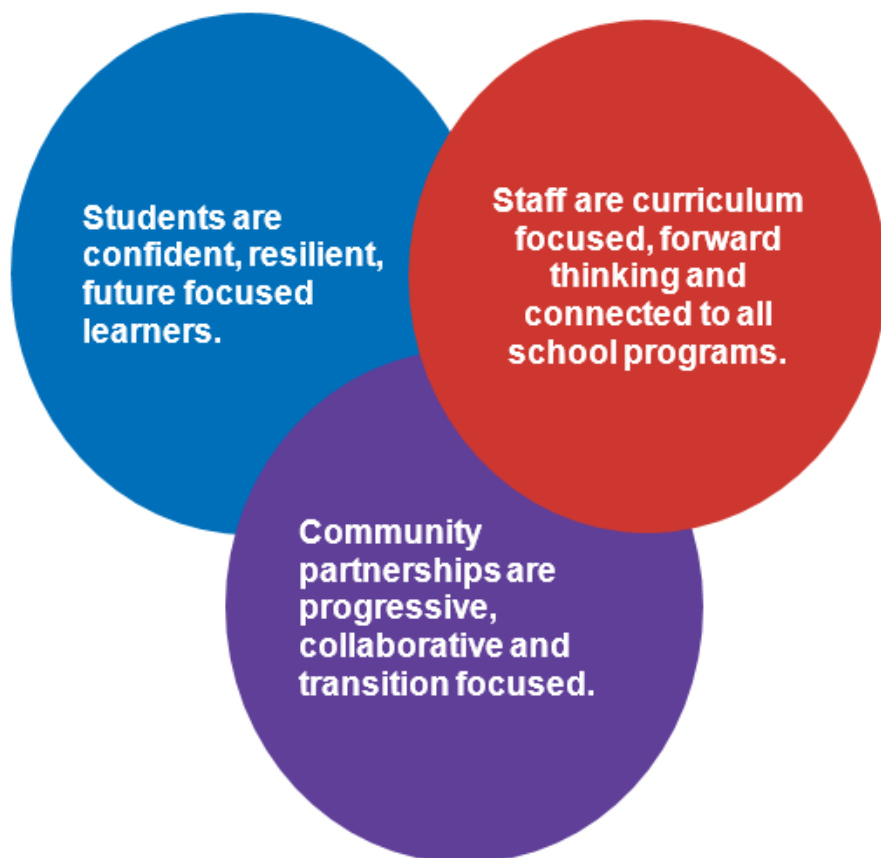 Students are
confident, resilient,
future focused
learners.
Staff are curriculum
focused, forward
thinking and
connected to all
school programs.
Community
partnerships are
progressive,
collaborative and
transition focused.